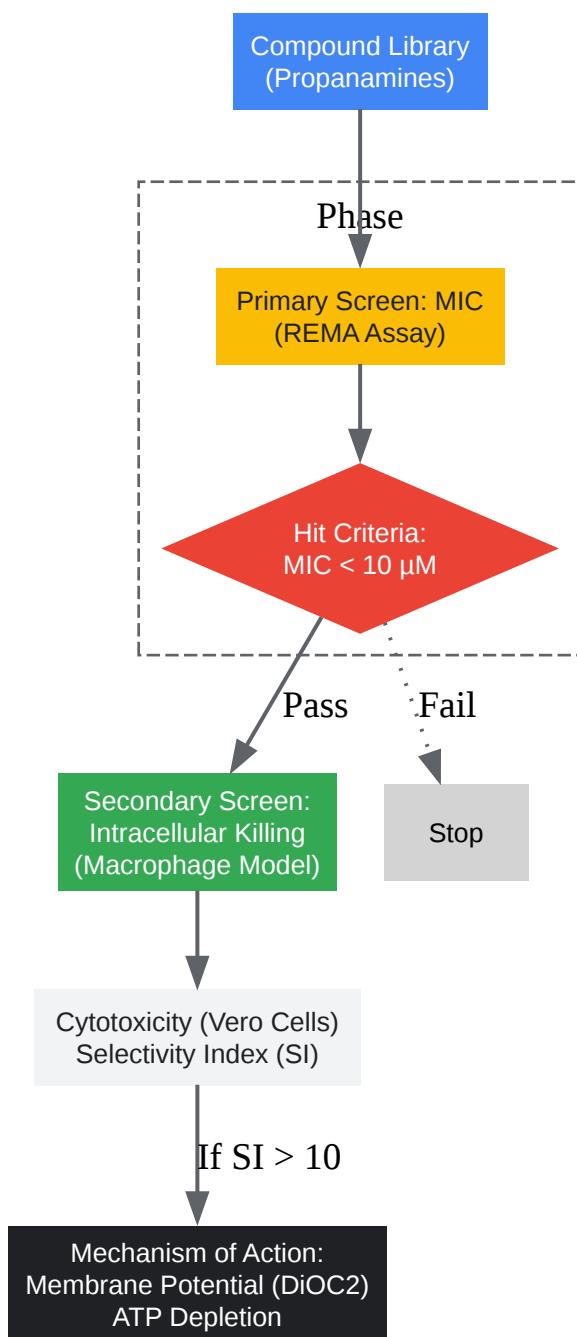 Compound Library
(Propanamines)
Phase
Primary Screen: MIC
(REMA Assay)
Hit Criteria:
MIC < 10 µM
Pass
Fail
Secondary Screen:
Intracellular Killing
(Macrophage Model)
Stop
Cytotoxicity (Vero Cells)
Selectivity Index (SI)
If SI > 10
Mechanism of Action:
Membrane Potential (DiOC2)
ATP Depletion